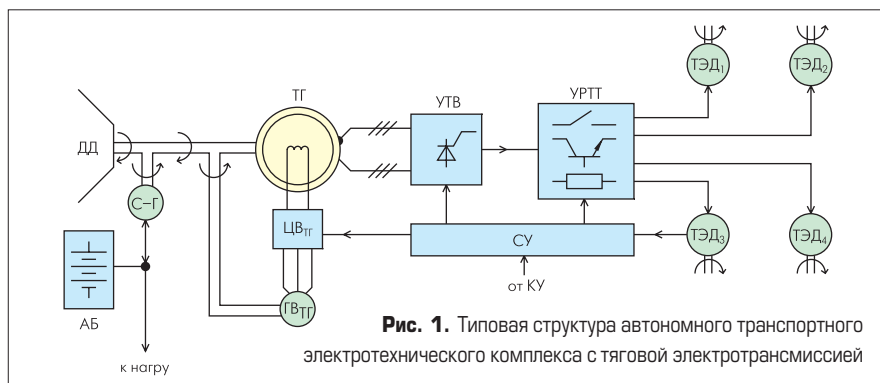 ТЭД₁
ТЭД₂
ТГ
УТВ
УРТТ
ДД
С–Г
ЦВТГ
СУ
ТЭД₃
ТЭД₄
АБ
ГВТГ
от КУ
к нагру
Рис. 1. Типовая структура автономного транспортного
электротехнического комплекса с тяговой электротрансмиссией